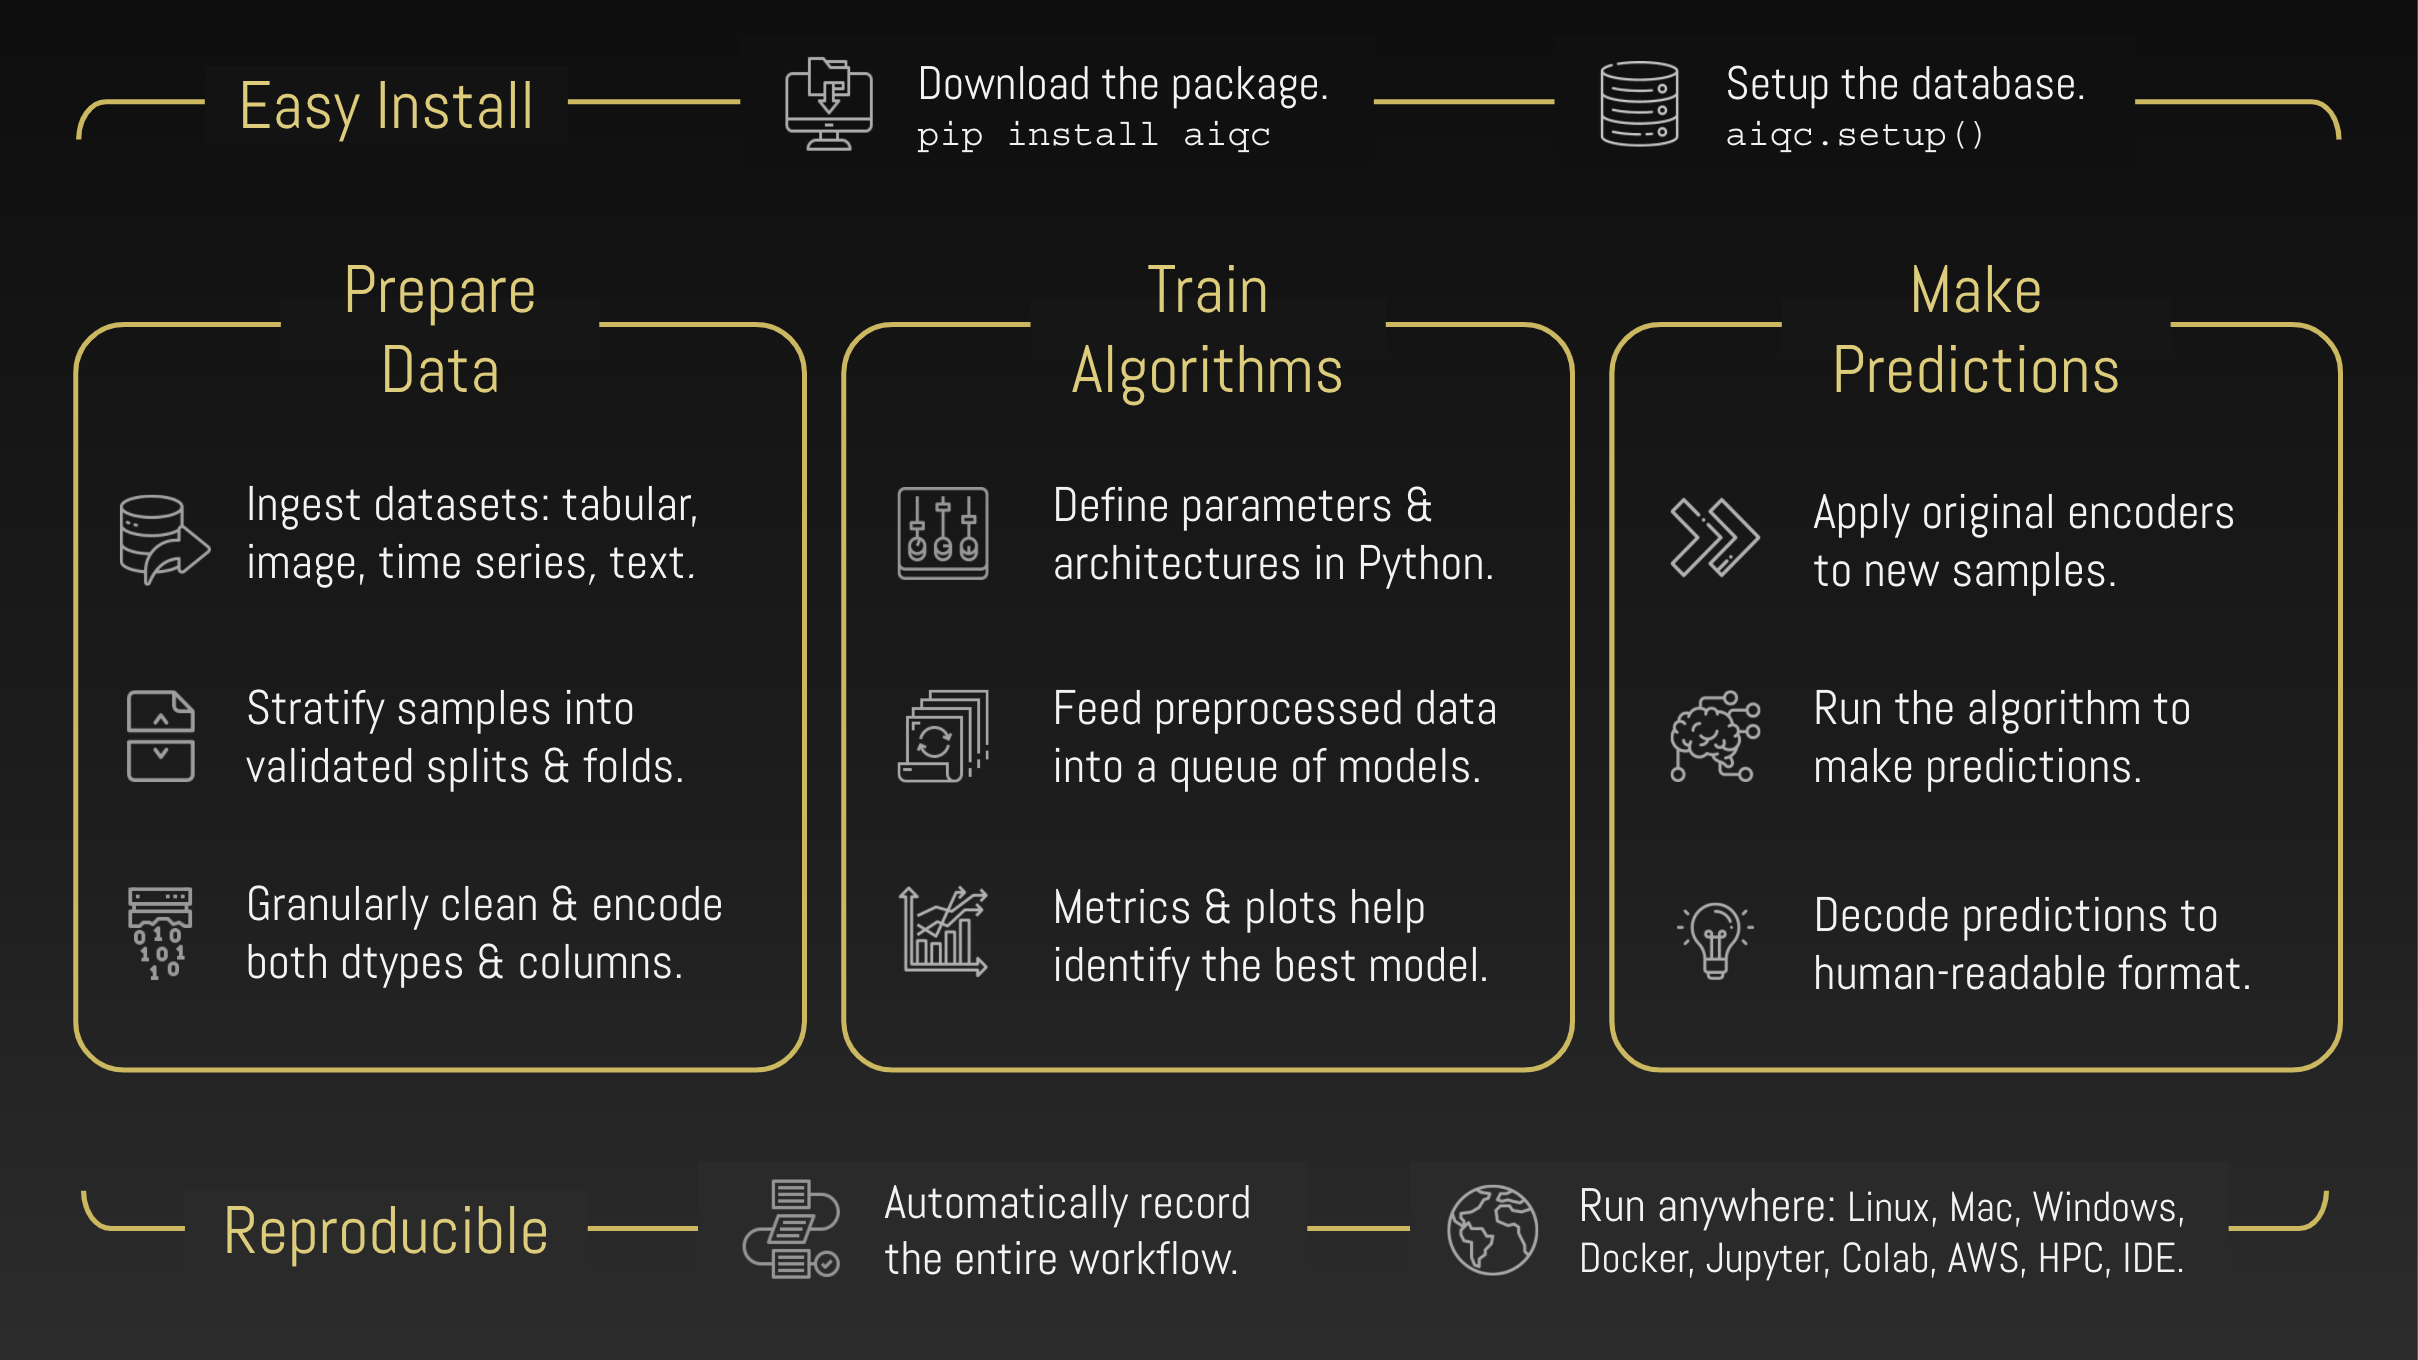 Easy Install
Download the package.
pip install aiqc
Setup the database.
aiqc.setup()
Prepare
Data
Ingest datasets: tabular,
image, time series, text.
Stratify samples into
validated splits & folds.
Granularly clean & encode
both dtypes & columns.
Train
Algorithms
Define parameters &
architectures in Python.
Feed preprocessed data
into a queue of models.
Metrics & plots help
identify the best model.
Make
Predictions
Apply original encoders
to new samples.
Run the algorithm to
make predictions.
Decode predictions to
human-readable format.
Reproducible
Automatically record
the entire workflow.
Run anywhere: Linux, Mac, Windows,
Docker, Jupyter, Colab, AWS, HPC, IDE.